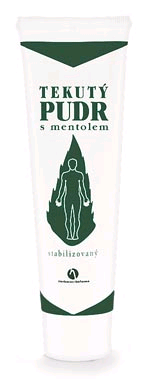 TEKUTÝ
PUDR
s mentolem
stabilizovaný